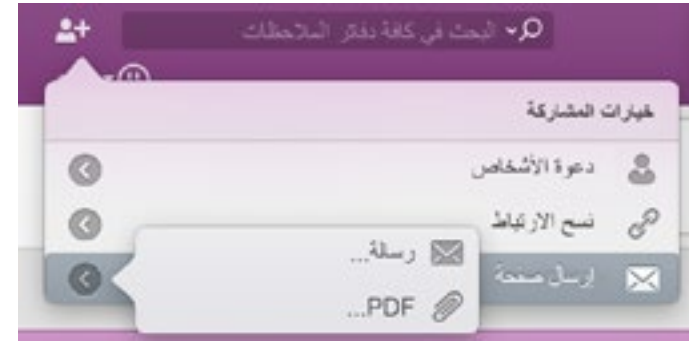 البحث في كافة دفاتر الملاحظات
خيارات المشاركة
دعوة الأشخاص
نسخ الارتباط
إرسال صفحة
رسالة...
PDF...